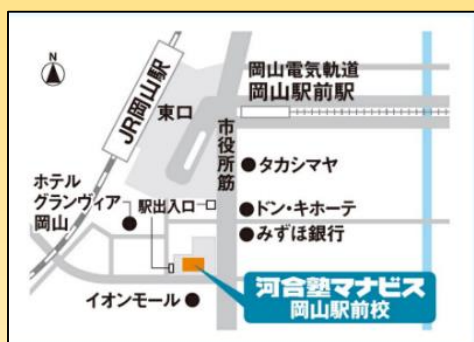 N
JR岡山駅
東口
市役所筋
岡山電気軌道
岡山駅前駅
タカシマヤ
ホテル
グランヴィア
岡山
駅出入口
ドン・キホーテ
みずほ銀行
イオンモール
河合塾マナビス
岡山駅前校